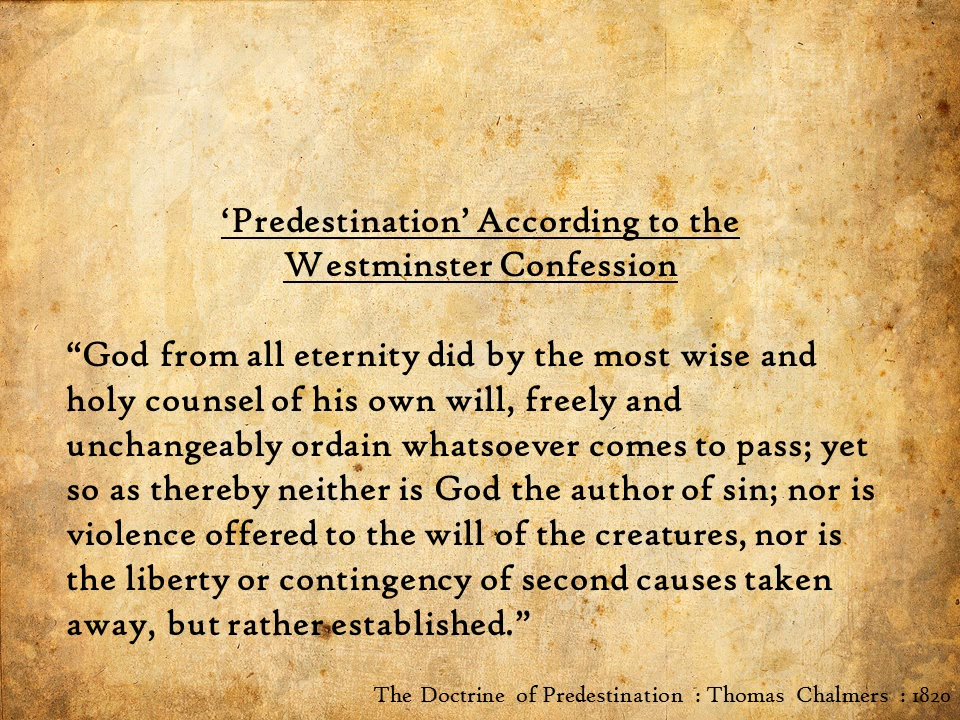 ‘Predestination’ According to the
Westminster Confession
“God from all eternity did by the most wise and
holy counsel of his own will, freely and
unchangeably ordain whatsoever comes to pass; yet
so as thereby neither is God the author of sin; nor is
violence offered to the will of the creatures, nor is
the liberty or contingency of second causes taken
away, but rather established.”
The Doctrine of Predestination : Thomas Chalmers : 1820